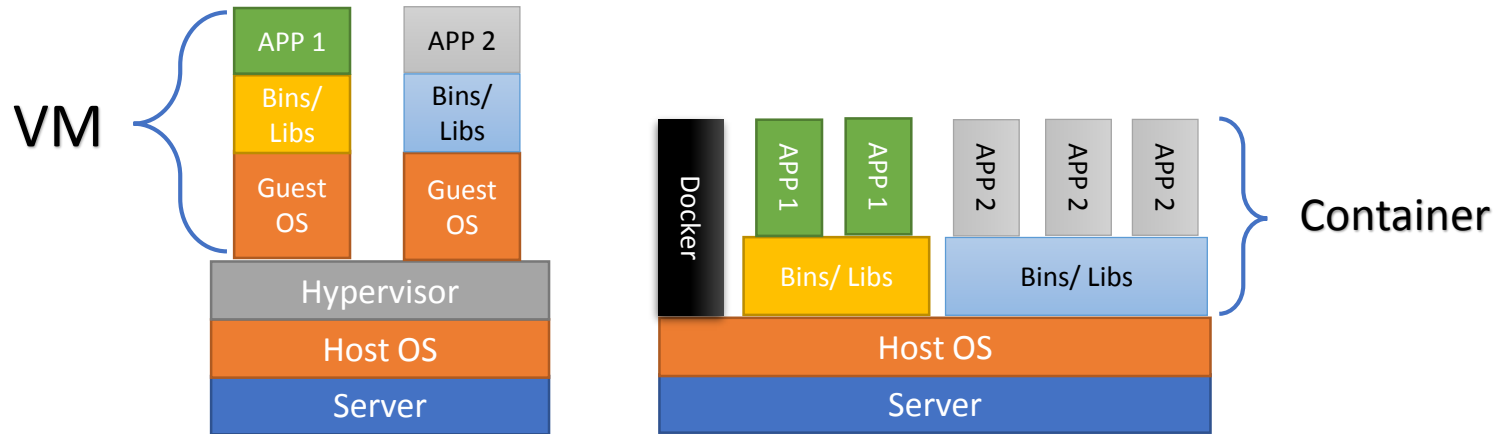 VM
APP 1
Bins/
Libs
Guest
OS
APP 2
Bins/
Libs
Guest
OS
Hypervisor
Host OS
Server
Docker
APP 1
APP 1
APP 2
APP 2
APP 2
Bins/ Libs
Bins/ Libs
Host OS
Server
Container